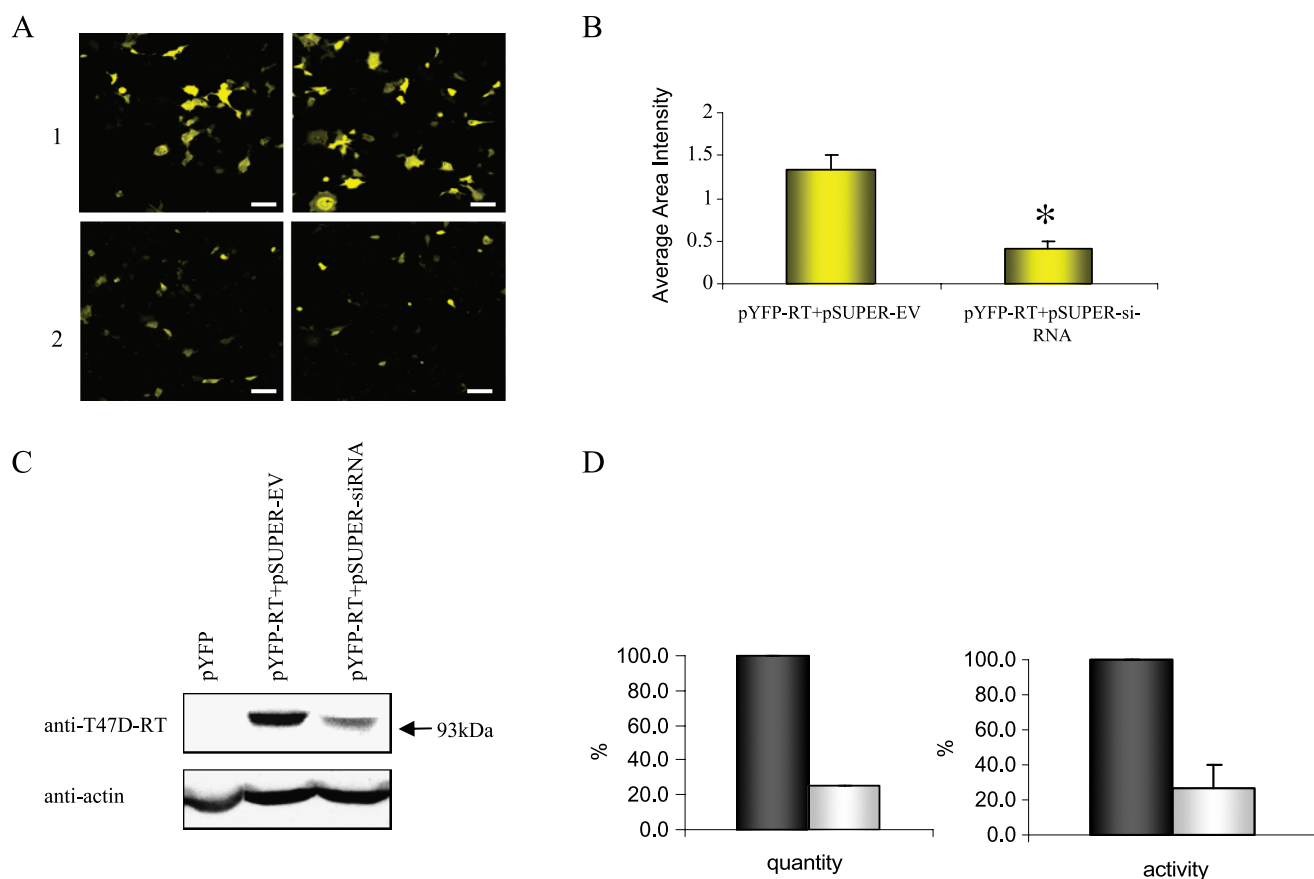 A
1
2
B
Average Area Intensity
2
1.5
1
0.5
0
*
pYFP-RT+pSUPER-EV
pYFP-RT+pSUPER-si-
RNA
C
pYFP
pYFP-RT+pSUPER-EV
pYFP-RT+pSUPER-siRNA
anti-T47D-RT
93kDa
anti-actin
D
%
100.0
80.0
60.0
40.0
20.0
0.0
quantity
%
100.0
80.0
60.0
40.0
20.0
0.0
activity